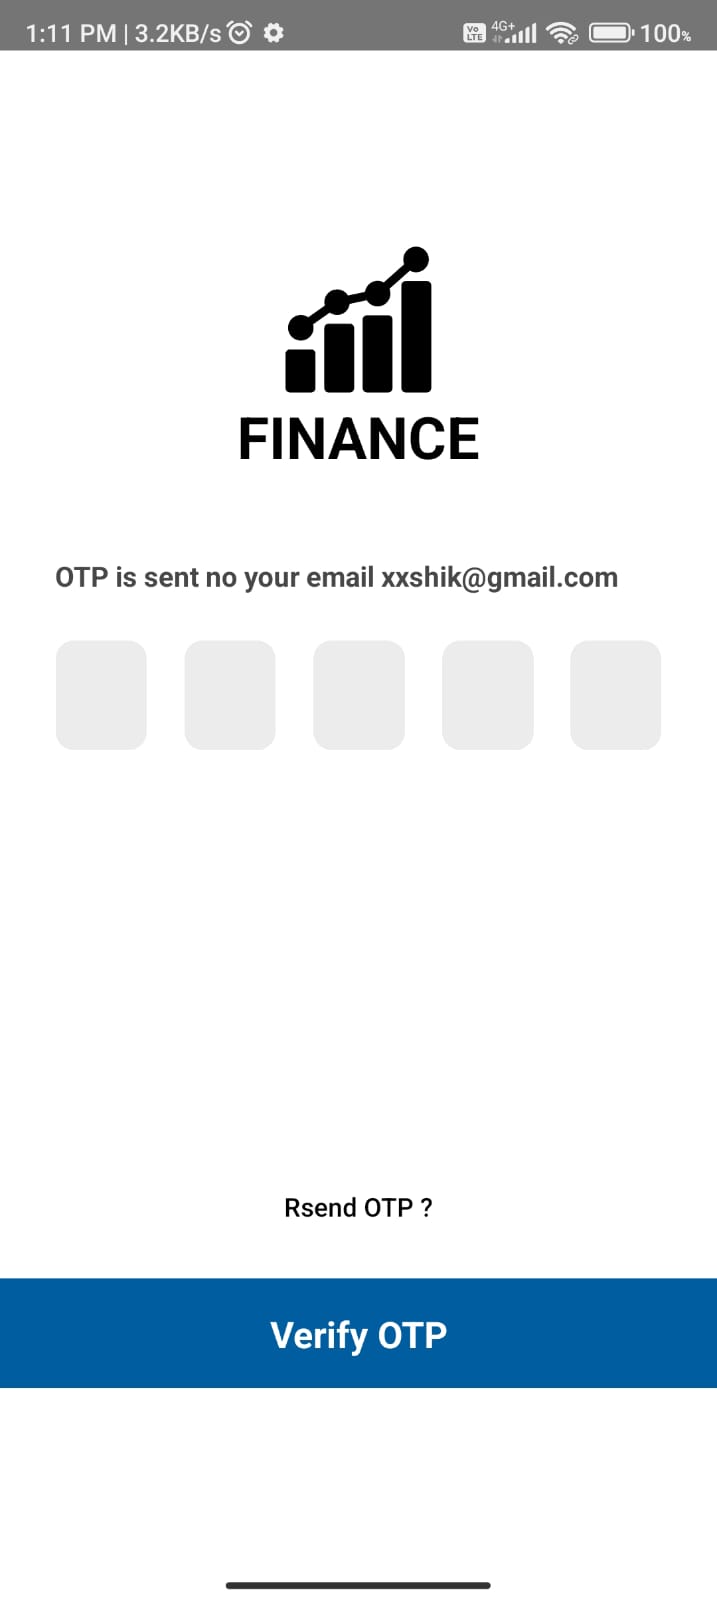 1:11 PM | 3.2KB/s Vo LTE 4G+ 100%
FINANCE
OTP is sent no your email xxshik@gmail.com
Rsend OTP ?
Verify OTP